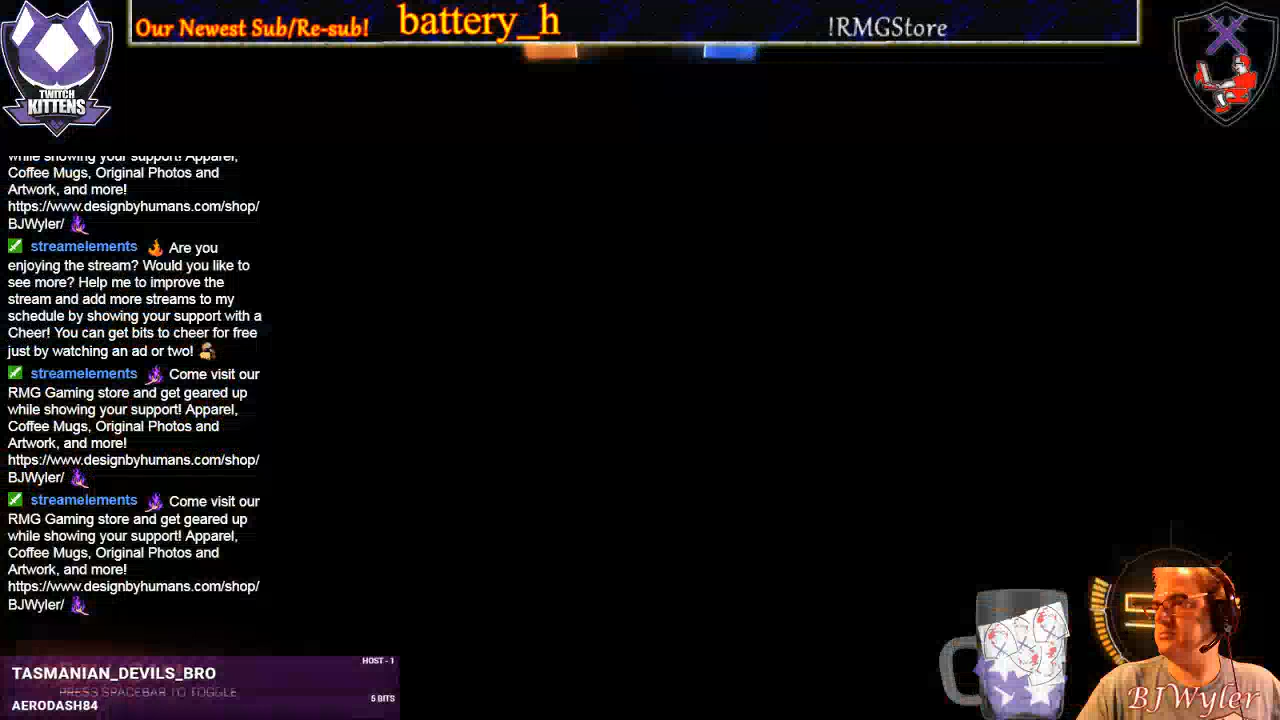 Our Newest Sub/Re-sub!
battery_h
!RMGStore
TWITCH
KITTENS
while showing your support! Apparel,
Coffee Mugs, Original Photos and
Artwork, and more!
https://www.designbyhumans.com/shop/
BJWyler/
streamelements Are you
enjoying the stream? Would you like to
see more? Help me to improve the
stream and add more streams to my
schedule by showing your support with a
Cheer! You can get bits to cheer for free
just by watching an ad or two!
streamelements Come visit our
RMG Gaming store and get geared up
while showing your support! Apparel,
Coffee Mugs, Original Photos and
Artwork, and more!
https://www.designbyhumans.com/shop/
BJWyler/
streamelements Come visit our
RMG Gaming store and get geared up
while showing your support! Apparel,
Coffee Mugs, Original Photos and
Artwork, and more!
https://www.designbyhumans.com/shop/
BJWyler/
HOST - 1
TASMANIAN_DEVILS_BRO
PRESS SPACEBAR TO TOGGLE
5 BITS
AERODASH84
BJWyler